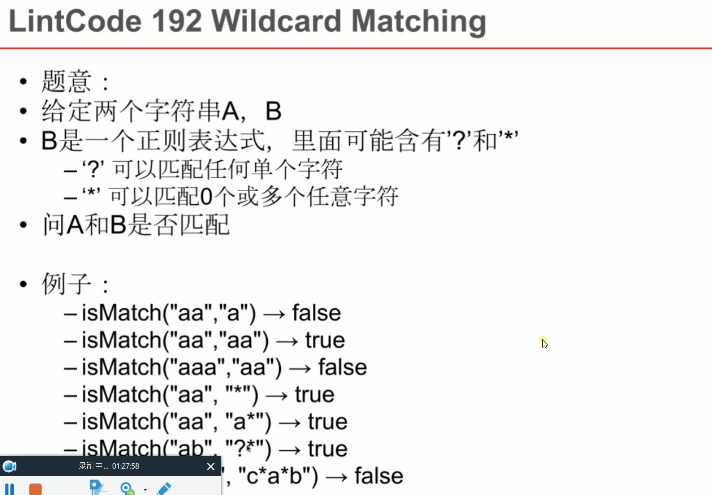 LintCode 192 Wildcard Matching
• 题意：
• 给定两个字符串A，B
• B是一个正则表达式，里面可能含有’?’和’*’
– ‘?’ 可以匹配任何单个字符
– ‘*’ 可以匹配0个或多个任意字符
• 问A和B是否匹配
• 例子：
– isMatch("aa","a") → false
– isMatch("aa","aa") → true
– isMatch("aaa","aa") → false
– isMatch("aa", "*") → true
– isMatch("aa", "a*") → true
– isMatch("ab", "?*") → true
", "c*a*b") → false
01:27:58